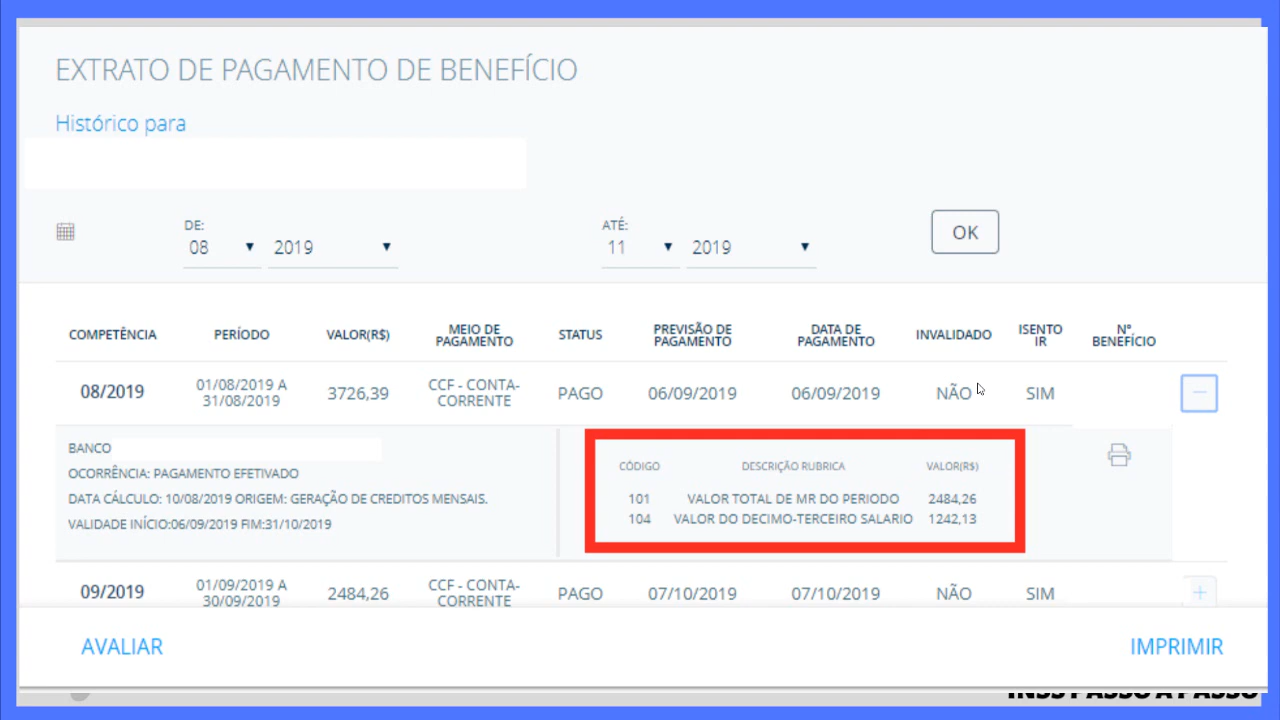 EXTRATO DE PAGAMENTO DE BENEFÍCIO
Histórico para
DE:
08 2019
ATÉ:
11 2019
OK
COMPETÊNCIA PERÍODO VALOR(R$) MEIO DE PAGAMENTO STATUS PREVISÃO DE PAGAMENTO DATA DE PAGAMENTO INVALIDADO ISENTO IR Nº BENEFÍCIO
08/2019 01/08/2019 A 31/08/2019 3726,39 CCF - CONTA-CORRENTE PAGO 06/09/2019 06/09/2019 NÃO SIM
BANCO
OCORRÊNCIA: PAGAMENTO EFETIVADO
DATA CÁLCULO: 10/08/2019 ORIGEM: GERAÇÃO DE CREDITOS MENSAIS.
VALIDADE INÍCIO:06/09/2019 FIM:31/10/2019
CÓDIGO DESCRIÇÃO RUBRICA VALOR(R$)
101 VALOR TOTAL DE MR DO PERIODO 2484,26
104 VALOR DO DECIMO-TERCEIRO SALARIO 1242,13
09/2019 01/09/2019 A 30/09/2019 2484,26 CCF - CONTA-CORRENTE PAGO 07/10/2019 07/10/2019 NÃO SIM
AVALIAR
IMPRIMIR
INSS PASSO A PASSO